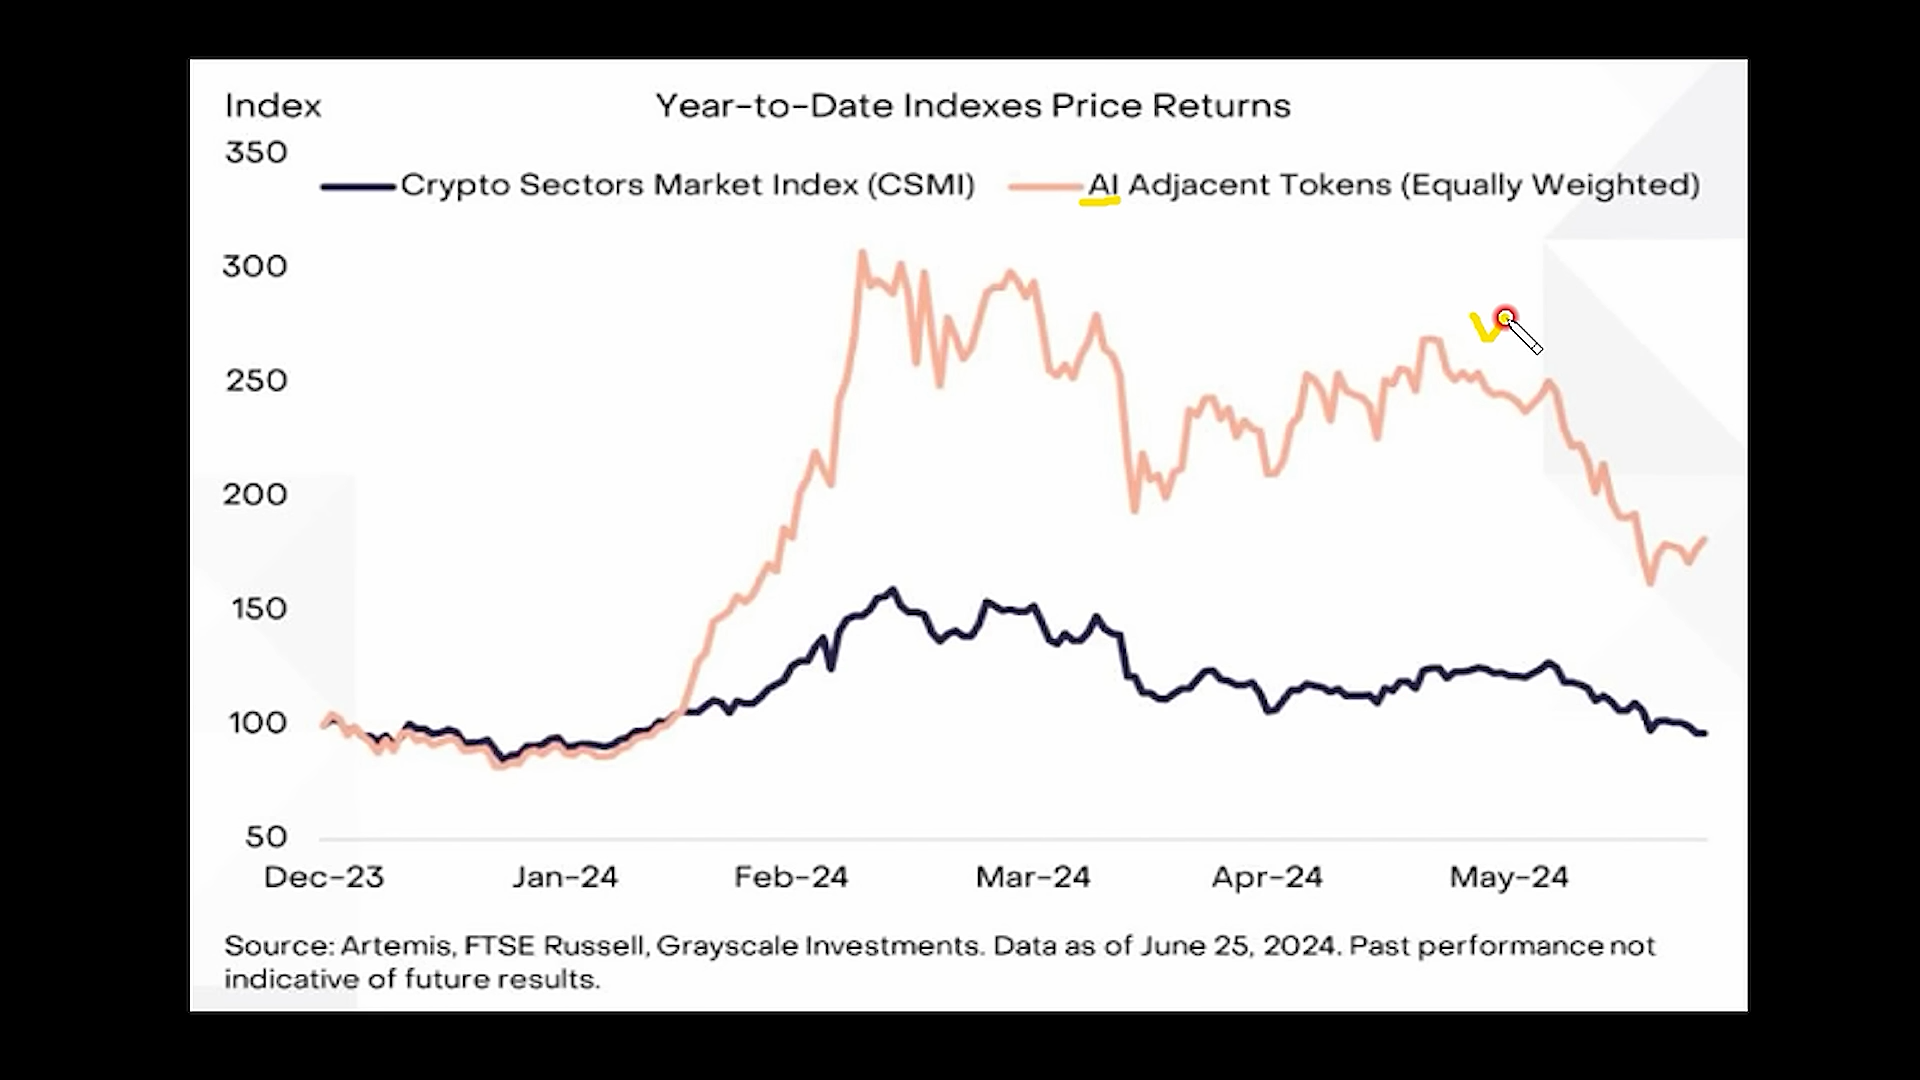 Index
Year-to-Date Indexes Price Returns
350
Crypto Sectors Market Index (CSMI)
AI Adjacent Tokens (Equally Weighted)
300
250
200
150
100
50
Dec-23 Jan-24 Feb-24 Mar-24 Apr-24 May-24
Source: Artemis, FTSE Russell, Grayscale Investments. Data as of June 25, 2024. Past performance not
indicative of future results.